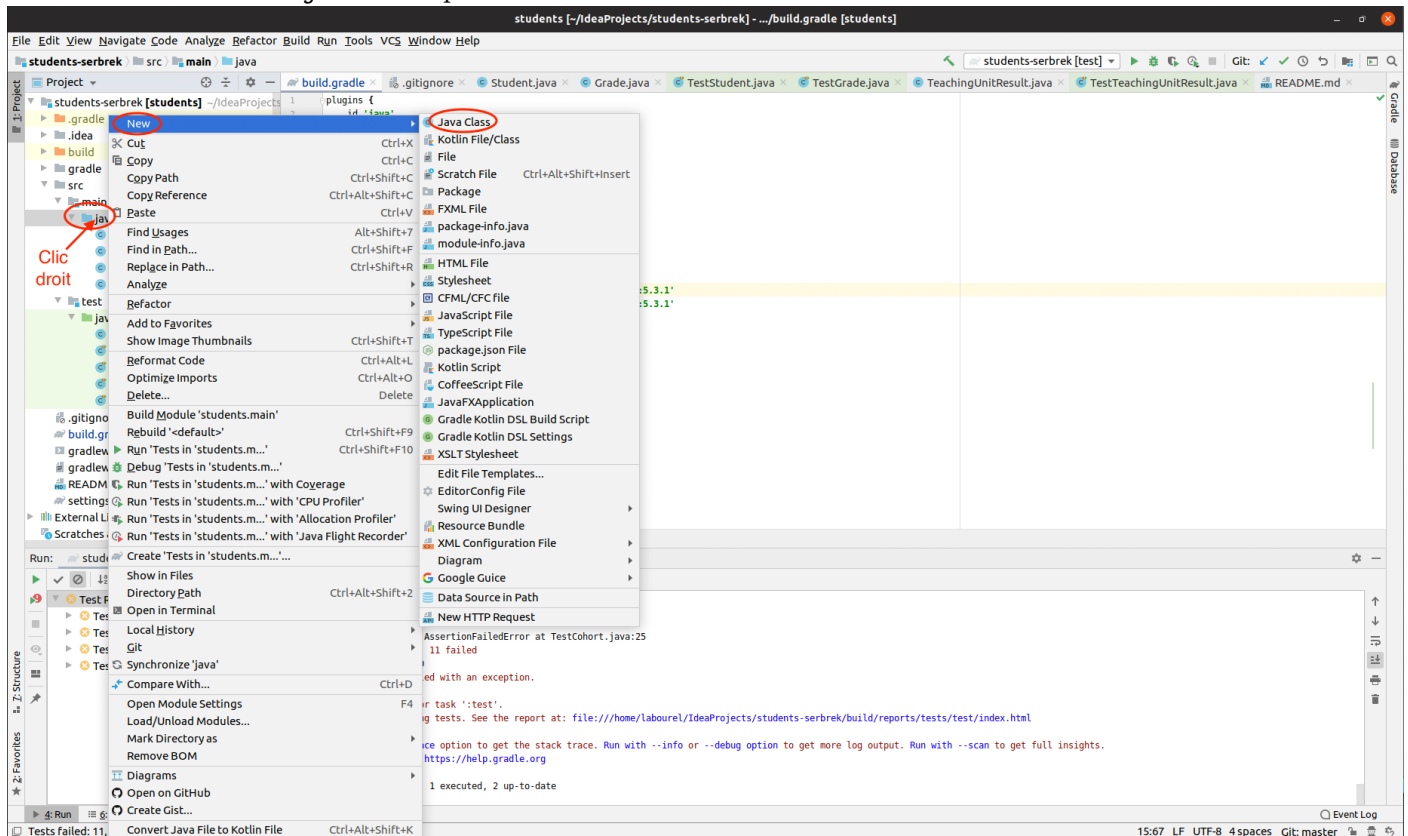 students [~/IdeaProjects/students-serbrek] - .../build.gradle [students]
File Edit View Navigate Code Analyze Refactor Build Run Tools VCS Window Help
students-serbrek src main java
students-serbrek [test] Git:
1: Project
Project
build.gradle .gitignore Student.java Grade.java TestStudent.java TestGrade.java TeachingUnitResult.java TestTeachingUnitResult.java README.md
students-serbrek [students] ~/IdeaProjects
.gradle
.idea
build
gradle
src
main
test
External Li
Scratches
1 plugins {
id 'java'
:5.3.1'
:5.3.1'
Clic
droit
New
Cut Ctrl+X
Copy Ctrl+C
Copy Path Ctrl+Shift+C
Copy Reference Ctrl+Alt+Shift+C
Paste Ctrl+V
Find Usages Alt+Shift+7
Find in Path... Ctrl+Shift+F
Replace in Path... Ctrl+Shift+R
Analyze
Refactor
Add to Favorites
Show Image Thumbnails Ctrl+Shift+T
Reformat Code Ctrl+Alt+L
Optimize Imports Ctrl+Alt+O
Delete... Delete
Build Module 'students.main'
Rebuild '<default>' Ctrl+Shift+F9
Run 'Tests in 'students.m...' Ctrl+Shift+F10
Debug 'Tests in 'students.m...'
Run 'Tests in 'students.m...' with Coverage
Run 'Tests in 'students.m...' with 'CPU Profiler'
Run 'Tests in 'students.m...' with 'Allocation Profiler'
Run 'Tests in 'students.m...' with 'Java Flight Recorder'
Create 'Tests in 'students.m...'...
Show in Files
Directory Path Ctrl+Alt+Shift+2
Open in Terminal
Local History
Git
Synchronize 'java'
Compare With... Ctrl+D
Open Module Settings F4
Load/Unload Modules...
Mark Directory as
Remove BOM
Diagrams
Open on GitHub
Create Gist...
Convert Java File to Kotlin File Ctrl+Alt+Shift+K
Java Class
Kotlin File/Class
File
Scratch File Ctrl+Alt+Shift+Insert
Package
FXML File
package-info.java
module-info.java
HTML File
Stylesheet
CFML/CFC file
JavaScript File
TypeScript File
package.json File
Kotlin Script
CoffeeScript File
JavaFXApplication
Gradle Kotlin DSL Build Script
Gradle Kotlin DSL Settings
XSLT Stylesheet
Edit File Templates...
EditorConfig File
Swing UI Designer
Resource Bundle
XML Configuration File
Diagram
Google Guice
Data Source in Path
New HTTP Request
Gradle
Database
Run:
AssertionFailedError at TestCohort.java:25
11 failed
ed with an exception.
or task ':test'.
g tests. See the report at: file:///home/labourel/IdeaProjects/students-serbrek/build/reports/tests/test/index.html
ce option to get the stack trace. Run with --info or --debug option to get more log output. Run with --scan to get full insights.
https://help.gradle.org
1 executed, 2 up-to-date
7: Structure
2: Favorites
4: Run 6: Event Log
Tests failed: 11, 15:67 LF UTF-8 4 spaces Git: master